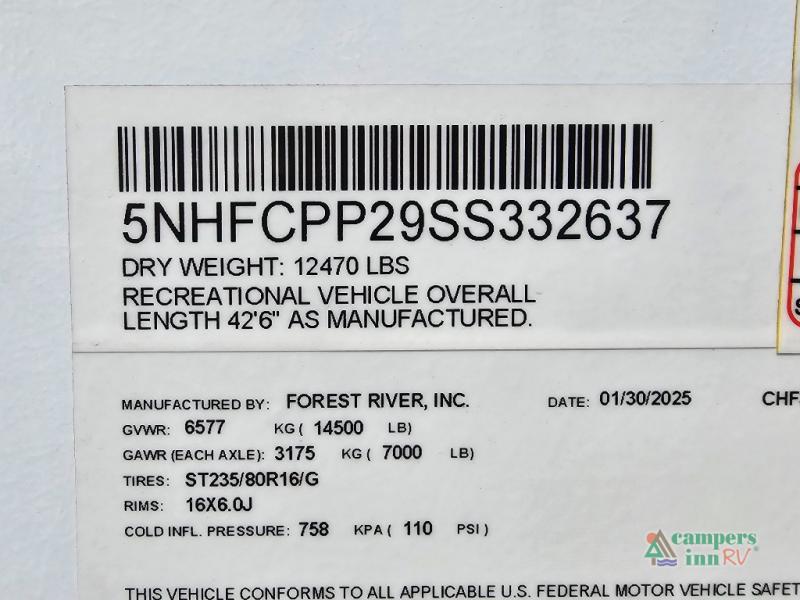 5NHFCPP29SS332637
DRY WEIGHT: 12470 LBS
RECREATIONAL VEHICLE OVERALL
LENGTH 42'6" AS MANUFACTURED.
MANUFACTURED BY: FOREST RIVER, INC. DATE: 01/30/2025 CHF
GVWR: 6577 KG ( 14500 LB)
GAWR (EACH AXLE): 3175 KG ( 7000 LB)
TIRES: ST235/80R16/G
RIMS: 16X6.0J
COLD INFL. PRESSURE: 758 KPA ( 110 PSI )
THIS VEHICLE CONFORMS TO ALL APPLICABLE U.S. FEDERAL MOTOR VEHICLE SAFET
campers
inn RV